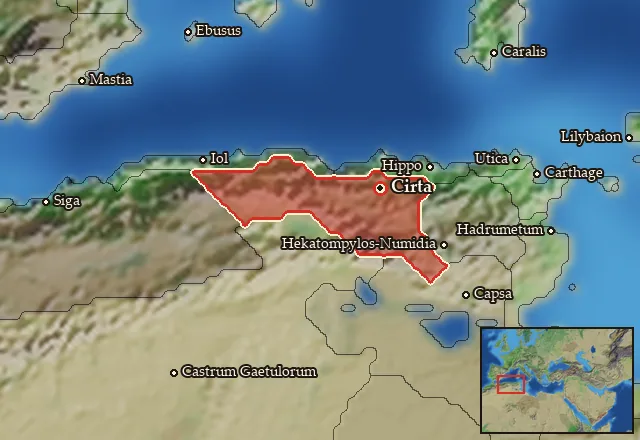 Ebusus
Caralis
Mastia
Lilybaion
Iol
Hippo
Utica
Carthage
Cirta
Siga
Hadrumetum
Hekatompylos-Numidia
Capsa
Castrum Gaetulorum